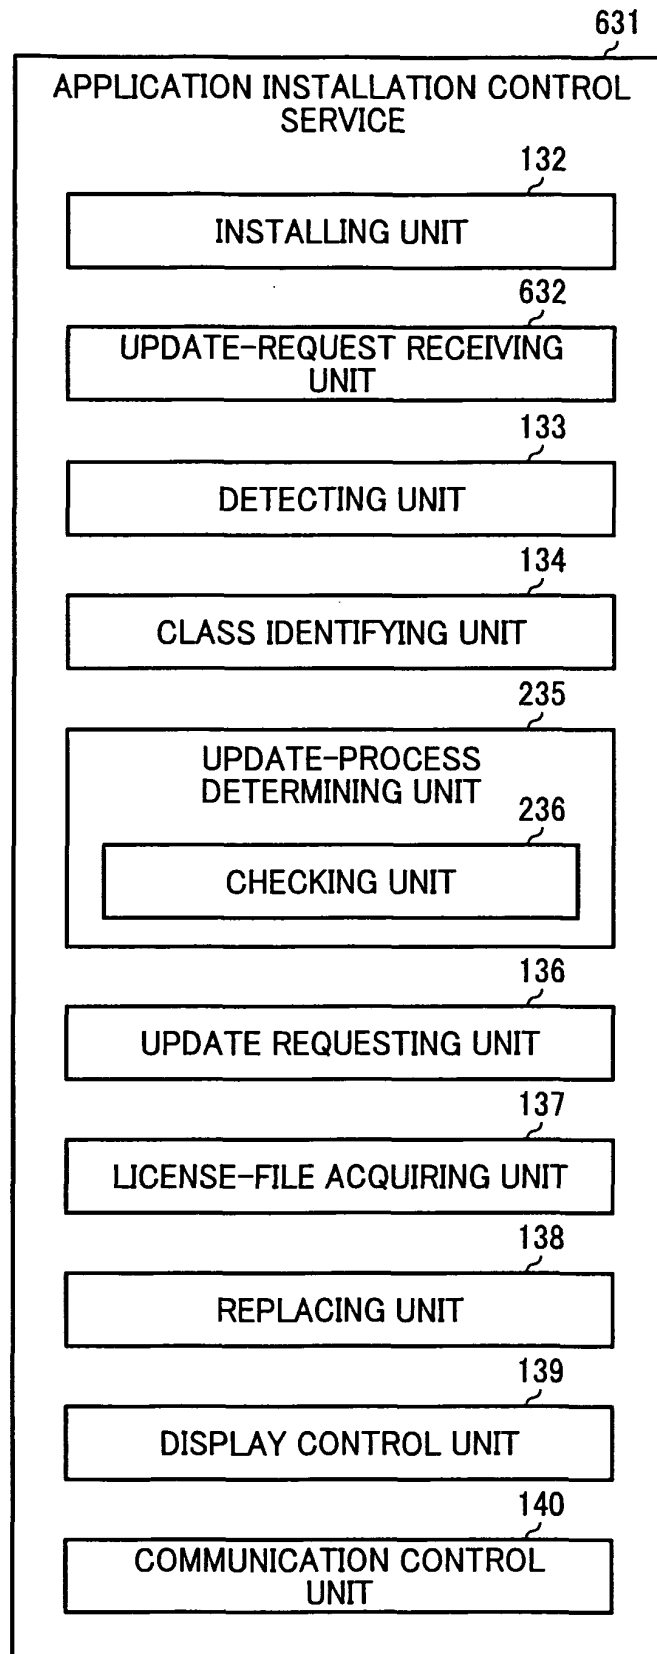 631
APPLICATION INSTALLATION CONTROL
SERVICE
132
INSTALLING UNIT
632
UPDATE-REQUEST RECEIVING
UNIT
133
DETECTING UNIT
134
CLASS IDENTIFYING UNIT
235
UPDATE-PROCESS
DETERMINING UNIT
236
CHECKING UNIT
136
UPDATE REQUESTING UNIT
137
LICENSE-FILE ACQUIRING UNIT
138
REPLACING UNIT
139
DISPLAY CONTROL UNIT
140
COMMUNICATION CONTROL
UNIT